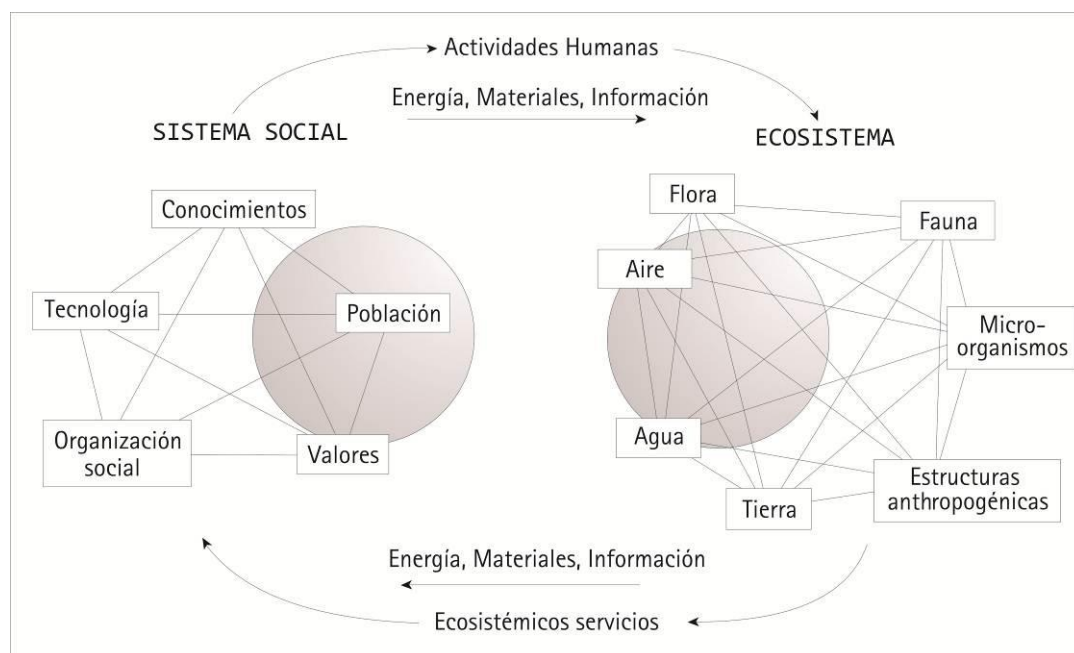 Actividades Humanas
Energía, Materiales, Información
SISTEMA SOCIAL
ECOSISTEMA
Conocimientos
Tecnología
Población
Organización
social
Valores
Flora
Fauna
Aire
Micro-
organismos
Agua
Estructuras
anthropogénicas
Tierra
Energía, Materiales, Información
Ecosistémicos servicios